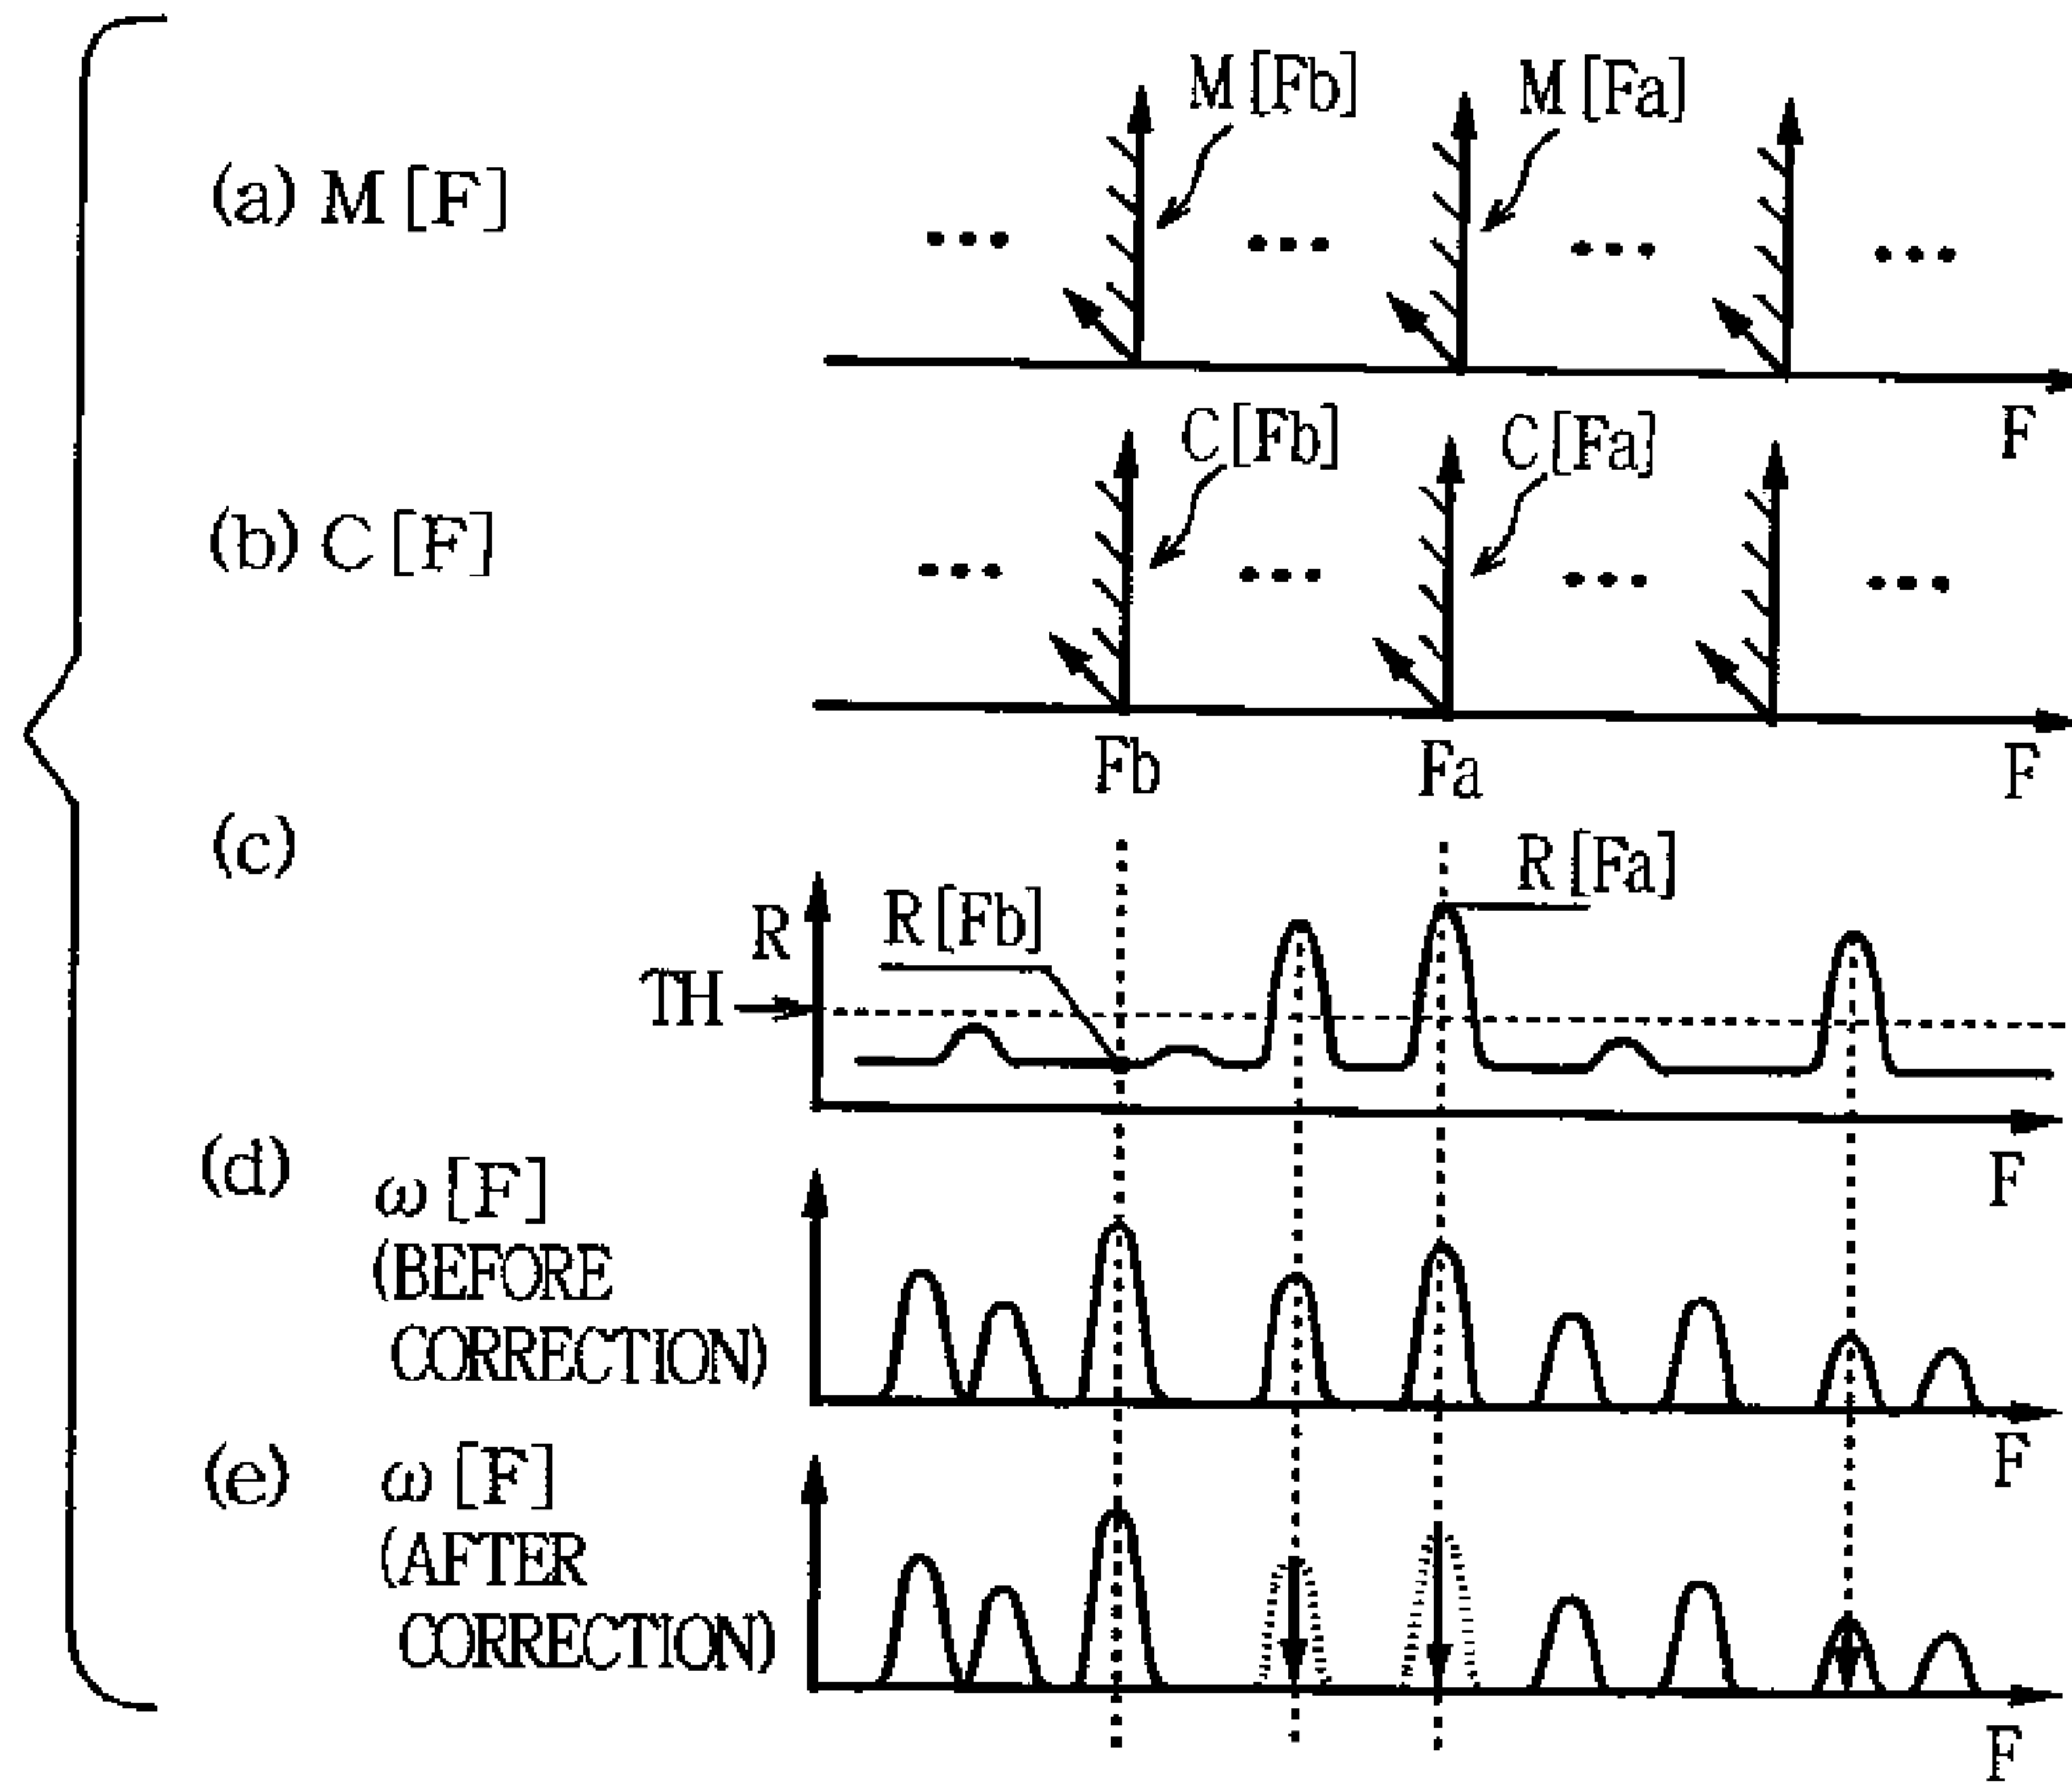 (a) M[F]
M[Fb]
M[Fa]
F
(b) C[F]
C[Fb]
C[Fa]
Fb
Fa
F
(c)
R
TH
R[Fb]
R[Fa]
F
(d) ω[F]
(BEFORE
CORRECTION)
F
(e) ω[F]
(AFTER
CORRECTION)
F